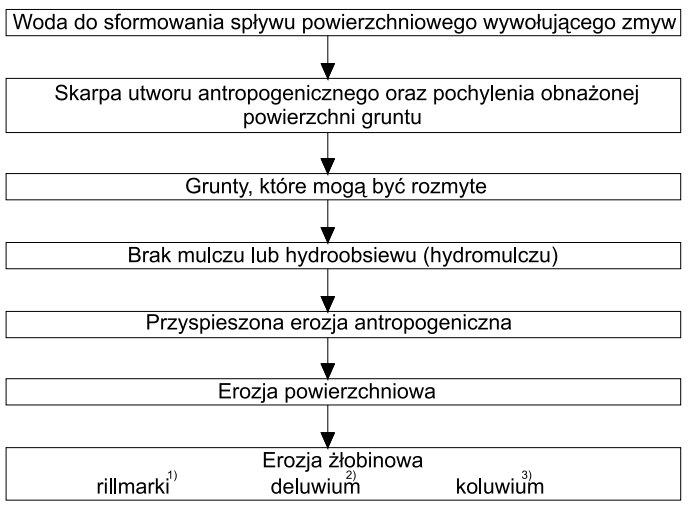 Woda do sformowania spływu powierzchniowego wywołującego zmyw
Skarpa utworu antropogenicznego oraz pochylenia obnażonej
powierzchni gruntu
Grunty, które mogą być rozmyte
Brak mulczu lub hydroobsiewu (hydromulczu)
Przyspieszona erozja antropogeniczna
Erozja powierzchniowa
Erozja żłobinowa
rillmarki1) deluwium2) koluwium3)